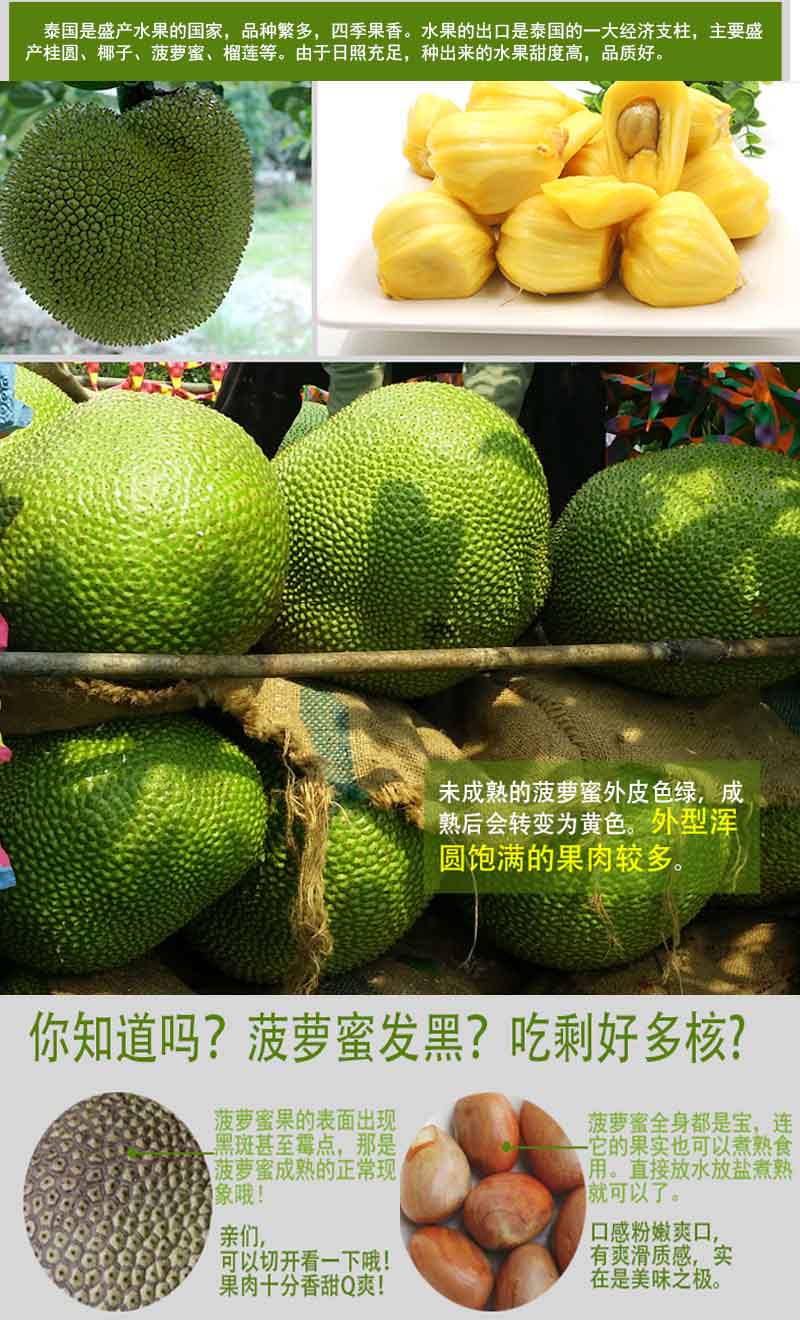 泰国是盛产水果的国家，品种繁多，四季果香。水果的出口是泰国的一大经济支柱，主要盛
产桂圆、椰子、菠萝蜜、榴莲等。由于日照充足，种出来的水果甜度高，品质好。
未成熟的菠萝蜜外皮色绿，成
熟后会转变为黄色。外型浑
圆饱满的果肉较多。
你知道吗？菠萝蜜发黑？吃剩好多核？
菠萝蜜果的表面出现
黑斑甚至霉点，那是
菠萝蜜成熟的正常现
象哦！
亲们，
可以切开看一下哦！
果肉十分香甜Q爽！
菠萝蜜全身都是宝，连
它的果实也可以煮熟食
用。直接放水放盐煮熟
就可以了。
口感粉嫩爽口，
有爽滑质感，实
在是美味之极。